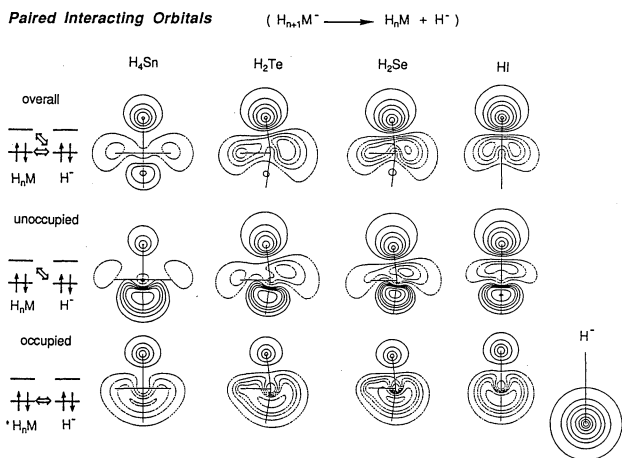 Paired Interacting Orbitals ( Hn+1M- ⟶ HnM + H- )
H4Sn H2Te H2Se HI
overall
HnM H-
unoccupied
HnM H-
occupied
H-
HnM H-